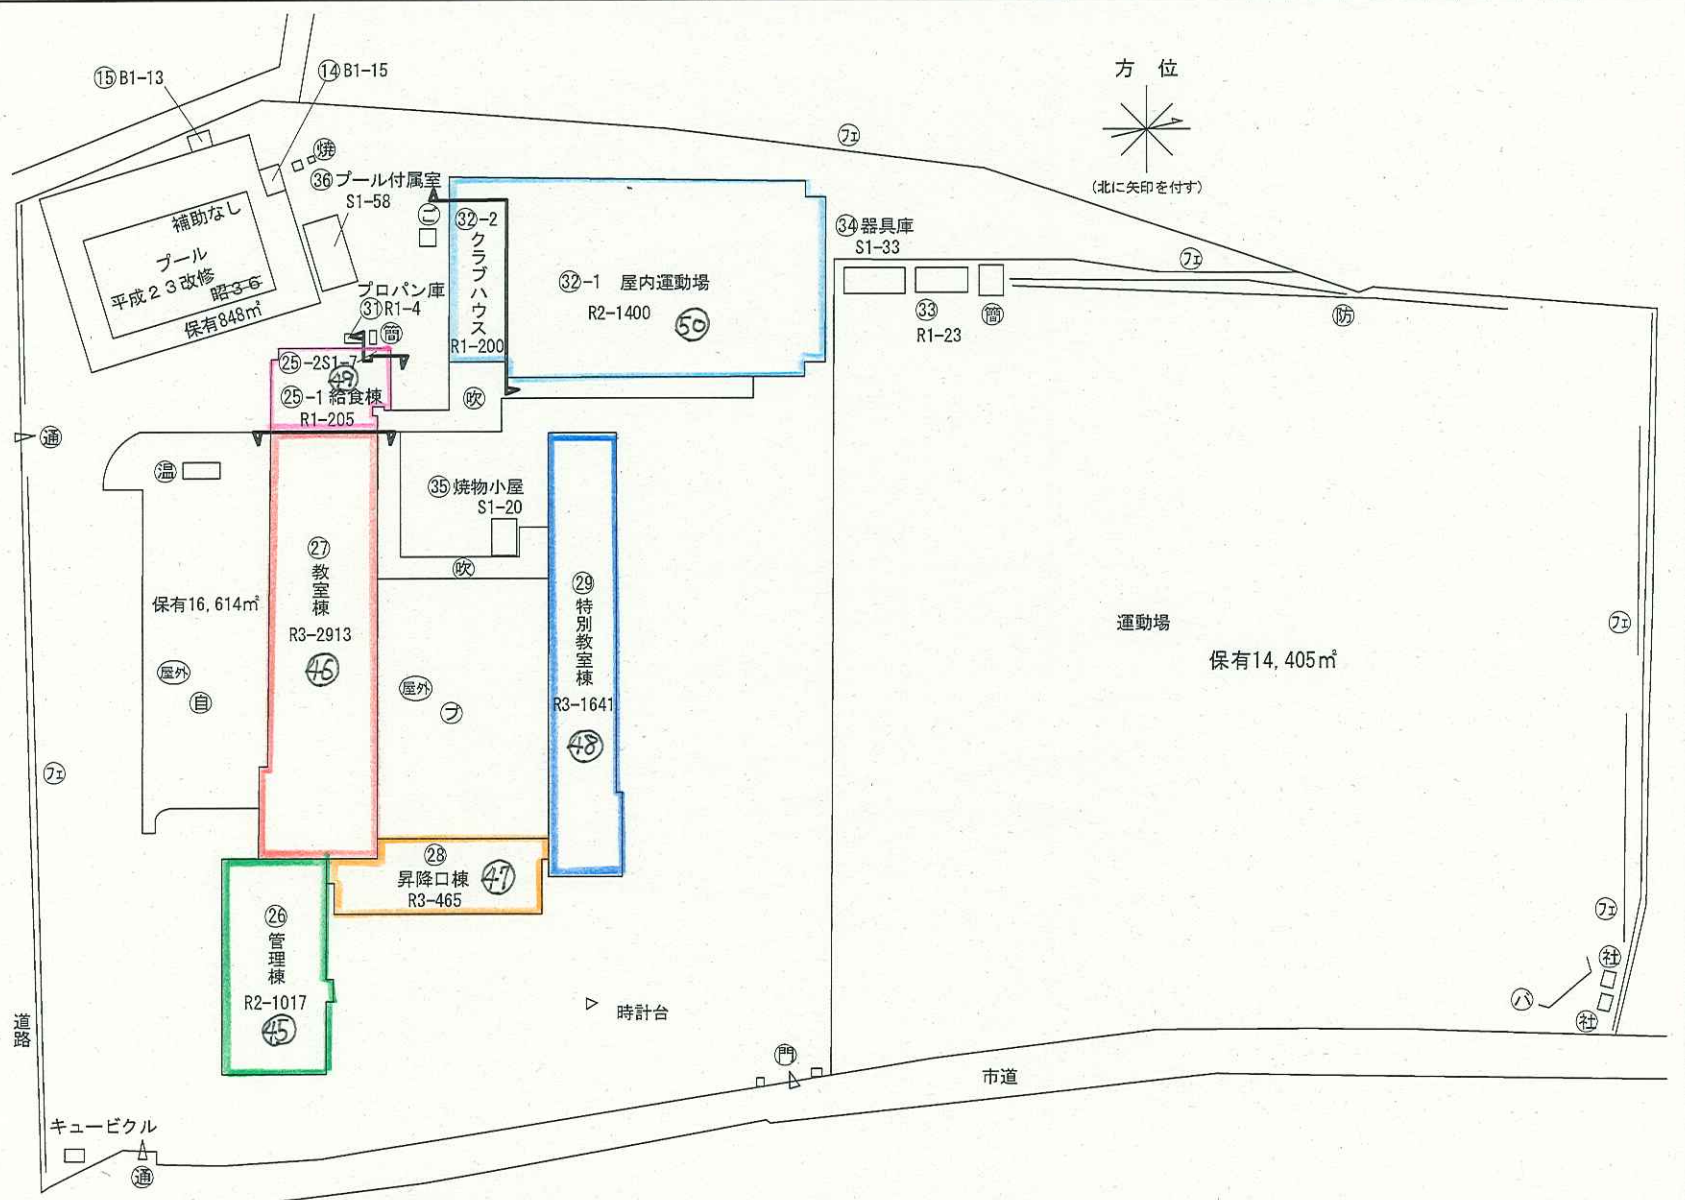 ⑮B1-13
⑭B1-15
焼
方 位
(北に矢印を付す)
フェ
㊱プール付属室
S1-58
補助なし
プール
平成23改修
昭36
保有848㎡
ご
㉜-2
クラブハウス
R1-200
㉜-1 屋内運動場
R2-1400
㊿
㉞器具庫
S1-33
㉝
R1-23
簡
フェ
防
プロパン庫
㉛R1-4
簡
㉕-2S1-7
㊾
㉕-1 給食棟
R1-205
吹
通
温
㉟焼物小屋
S1-20
吹
㉗
教室棟
R3-2913
㊻
保有16,614㎡
屋外
自
屋外
プ
㉙
特別教室棟
R3-1641
㊽
運動場
保有14,405㎡
フェ
フェ
㉘
昇降口棟
R3-465
㊼
㉖
管理棟
R2-1017
㊺
フェ
社
バ
社
時計台
道路
門
市道
キュービクル
通